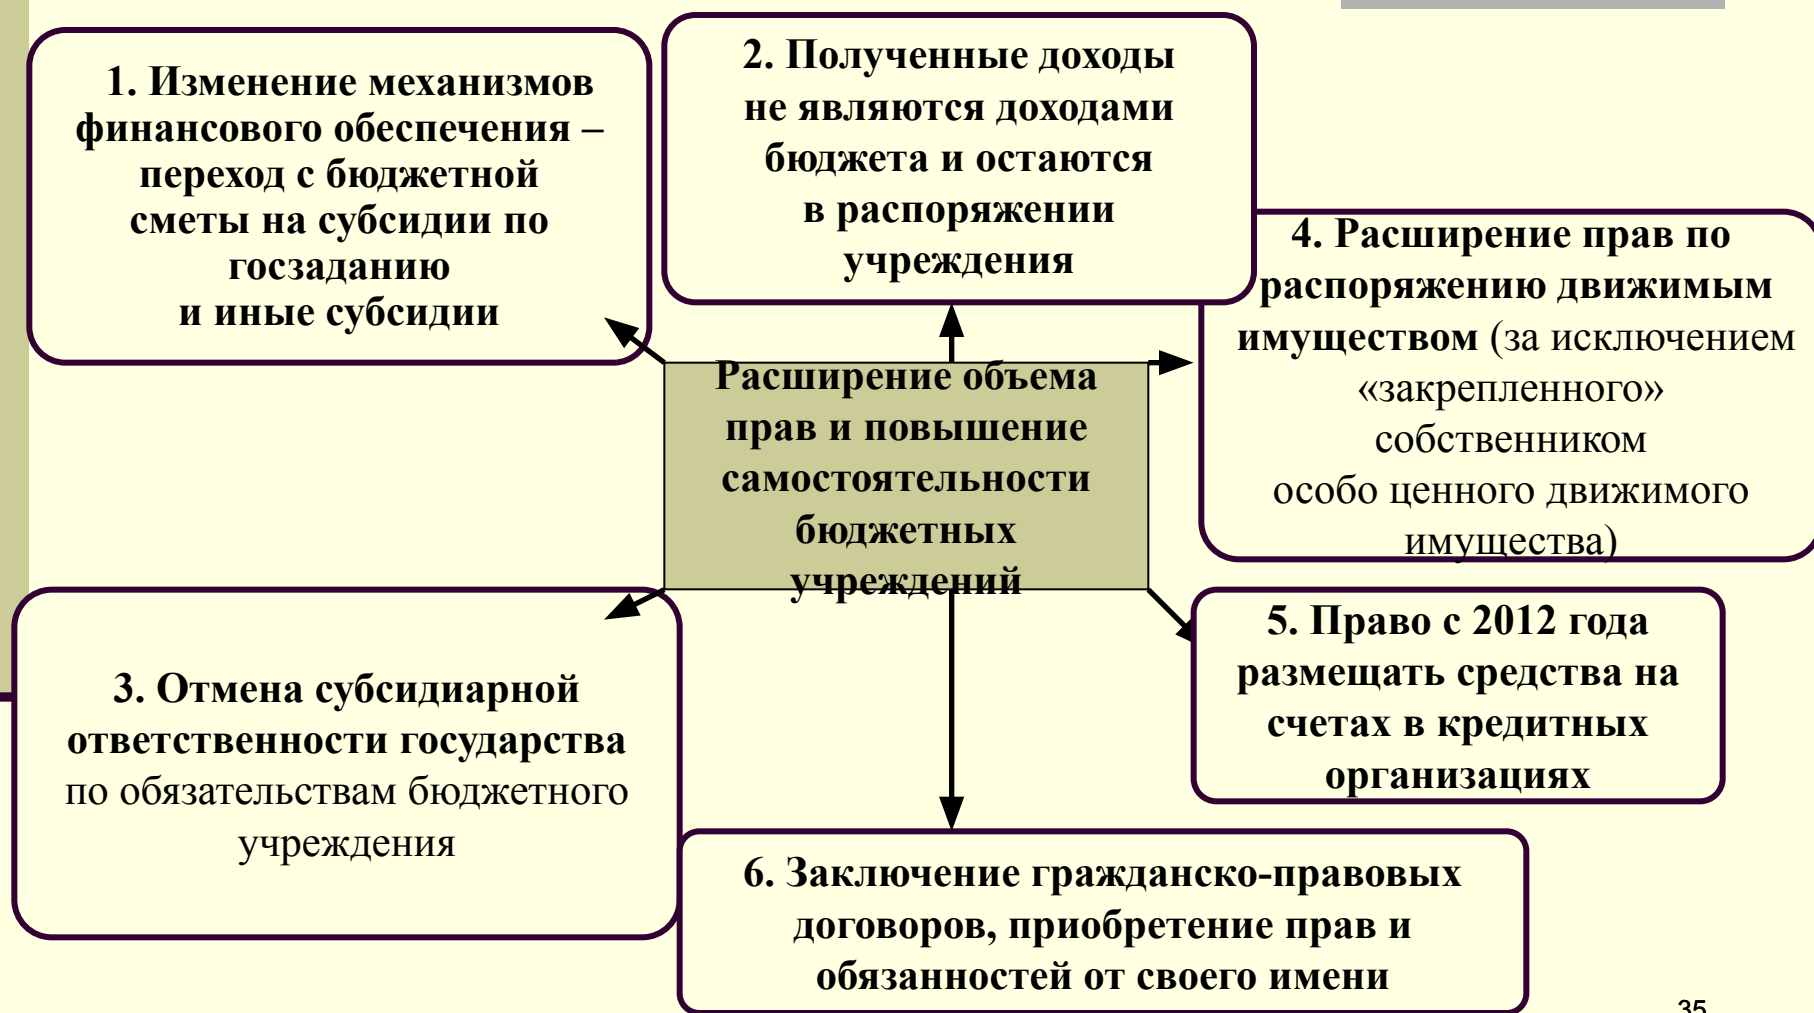 1. Изменение механизмов
финансового обеспечения –
переход с бюджетной
сметы на субсидии по
госзаданию
и иные субсидии
2. Полученные доходы
не являются доходами
бюджета и остаются
в распоряжении
учреждения
4. Расширение прав по
распоряжению движимым
имуществом (за исключением
«закрепленного»
собственником
особо ценного движимого
имущества)
Расширение объема
прав и повышение
самостоятельности
бюджетных
учреждений
3. Отмена субсидиарной
ответственности государства
по обязательствам бюджетного
учреждения
5. Право с 2012 года
размещать средства на
счетах в кредитных
организациях
6. Заключение гражданско-правовых
договоров, приобретение прав и
обязанностей от своего имени
35